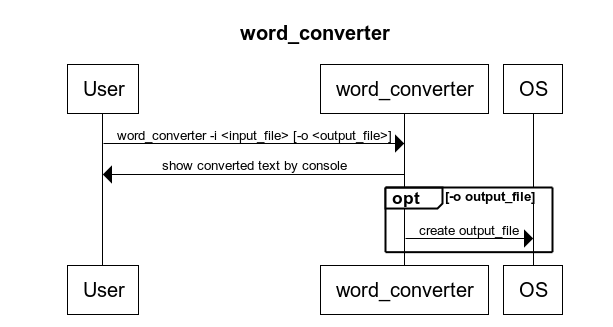 word_converter
User word_converter OS
word_converter -i <input_file> [-o <output_file>]
show converted text by console
opt [-o output_file]
create output_file
User word_converter OS